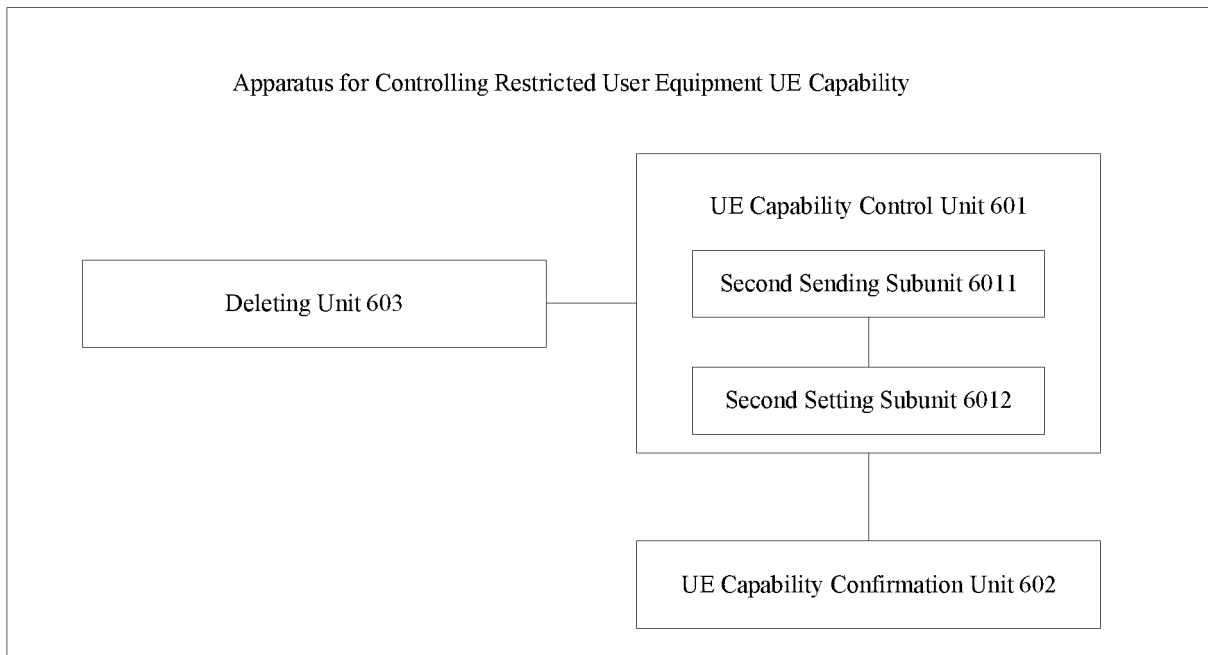 Apparatus for Controlling Restricted User Equipment UE Capability
UE Capability Control Unit 601
Second Sending Subunit 6011
Deleting Unit 603
Second Setting Subunit 6012
UE Capability Confirmation Unit 602